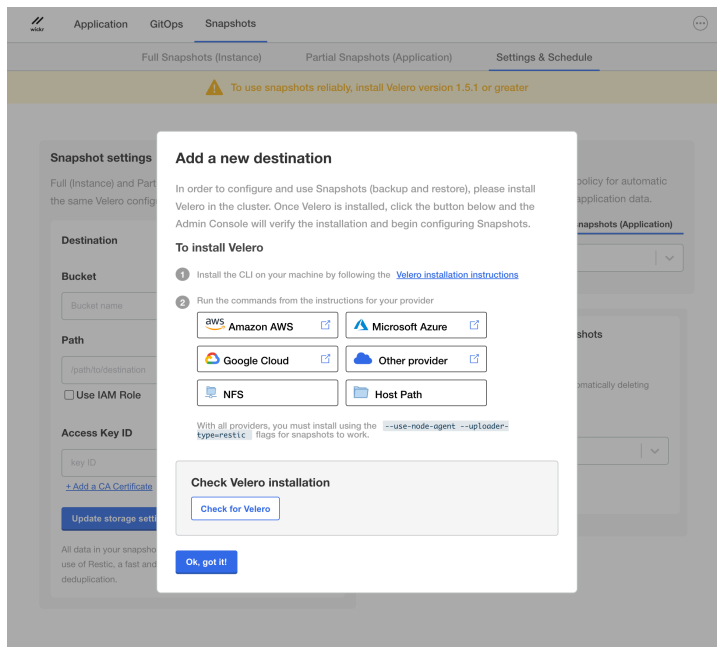 wickr
Application
GitOps
Snapshots
Full Snapshots (Instance)
Partial Snapshots (Application)
Settings & Schedule
To use snapshots reliably, install Velero version 1.5.1 or greater
Snapshot settings
Full (Instance) and Part
the same Velero config
Destination
Bucket
Bucket name
Path
/path/to/destination
Use IAM Role
Access Key ID
key ID
+ Add a CA Certificate
Update storage setti
All data in your snapsho
use of Restic, a fast and
deduplication.
Add a new destination
In order to configure and use Snapshots (backup and restore), please install
Velero in the cluster. Once Velero is installed, click the button below and the
Admin Console will verify the installation and begin configuring Snapshots.
To install Velero
1 Install the CLI on your machine by following the Velero installation instructions
2 Run the commands from the instructions for your provider
aws Amazon AWS
Microsoft Azure
Google Cloud
Other provider
NFS
Host Path
With all providers, you must install using the --use-node-agent --uploader-
type=restic flags for snapshots to work.
Check Velero installation
Check for Velero
Ok, got it!
policy for automatic
application data.
napshots (Application)
shots
omatically deleting